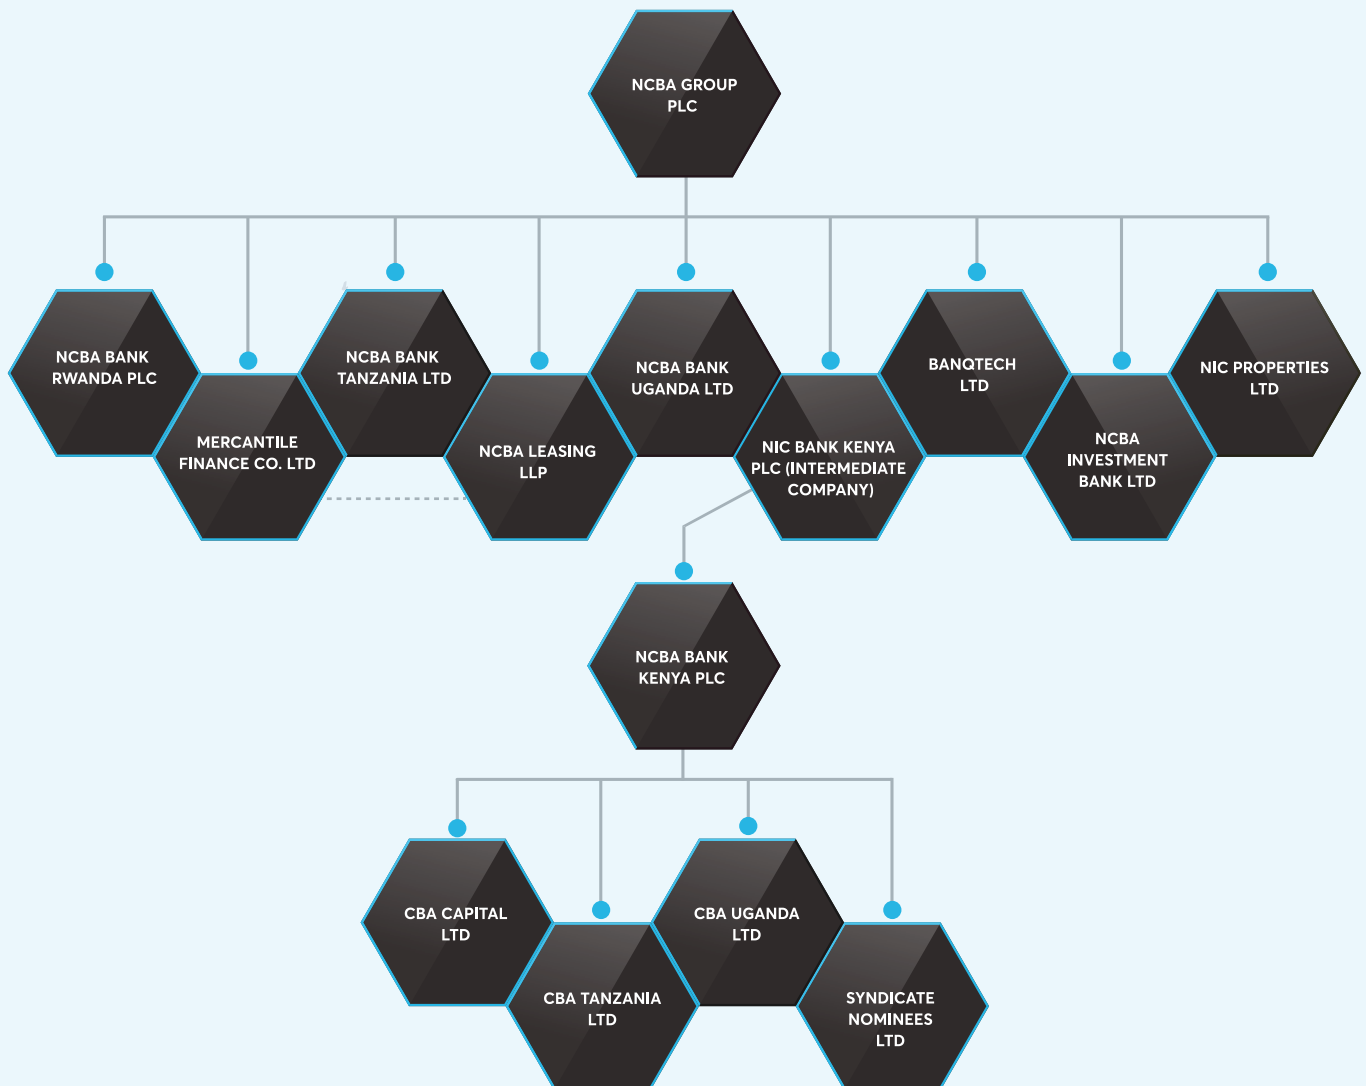 NCBA GROUP
PLC
NCBA BANK
RWANDA PLC
MERCANTILE
FINANCE CO. LTD
NCBA BANK
TANZANIA LTD
NCBA LEASING
LLP
NCBA BANK
UGANDA LTD
NIC BANK KENYA
PLC (INTERMEDIATE
COMPANY)
BANQTECH
LTD
NCBA
INVESTMENT
BANK LTD
NIC PROPERTIES
LTD
NCBA BANK
KENYA PLC
CBA CAPITAL
LTD
CBA TANZANIA
LTD
CBA UGANDA
LTD
SYNDICATE
NOMINEES
LTD